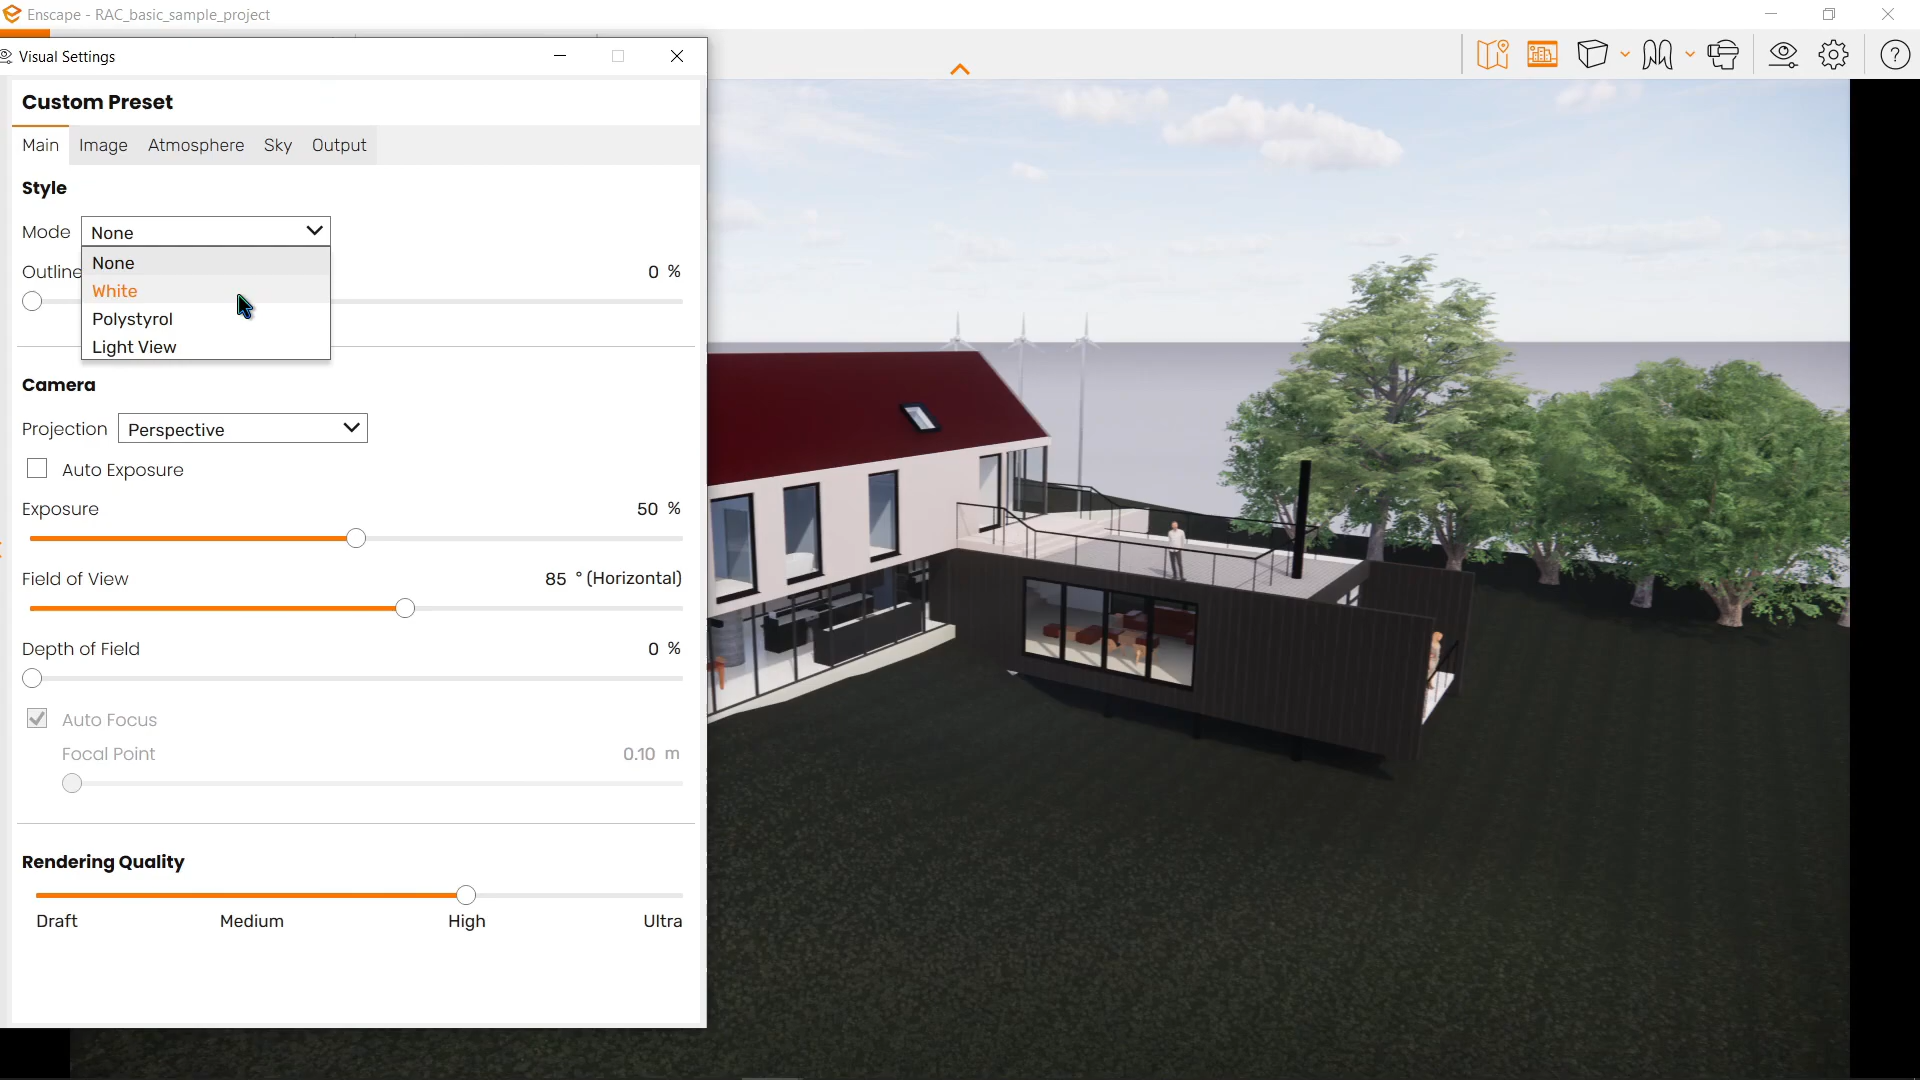 Enscape - RAC_basic_sample_project
Visual Settings
Custom Preset
Main Image Atmosphere Sky Output
Style
Mode None
None
Outline 0 %
White
Polystyrol
Light View
Camera
Projection Perspective
Auto Exposure
Exposure 50 %
Field of View 85 ° (Horizontal)
Depth of Field 0 %
Auto Focus
Focal Point 0.10 m
Rendering Quality
Draft Medium High Ultra